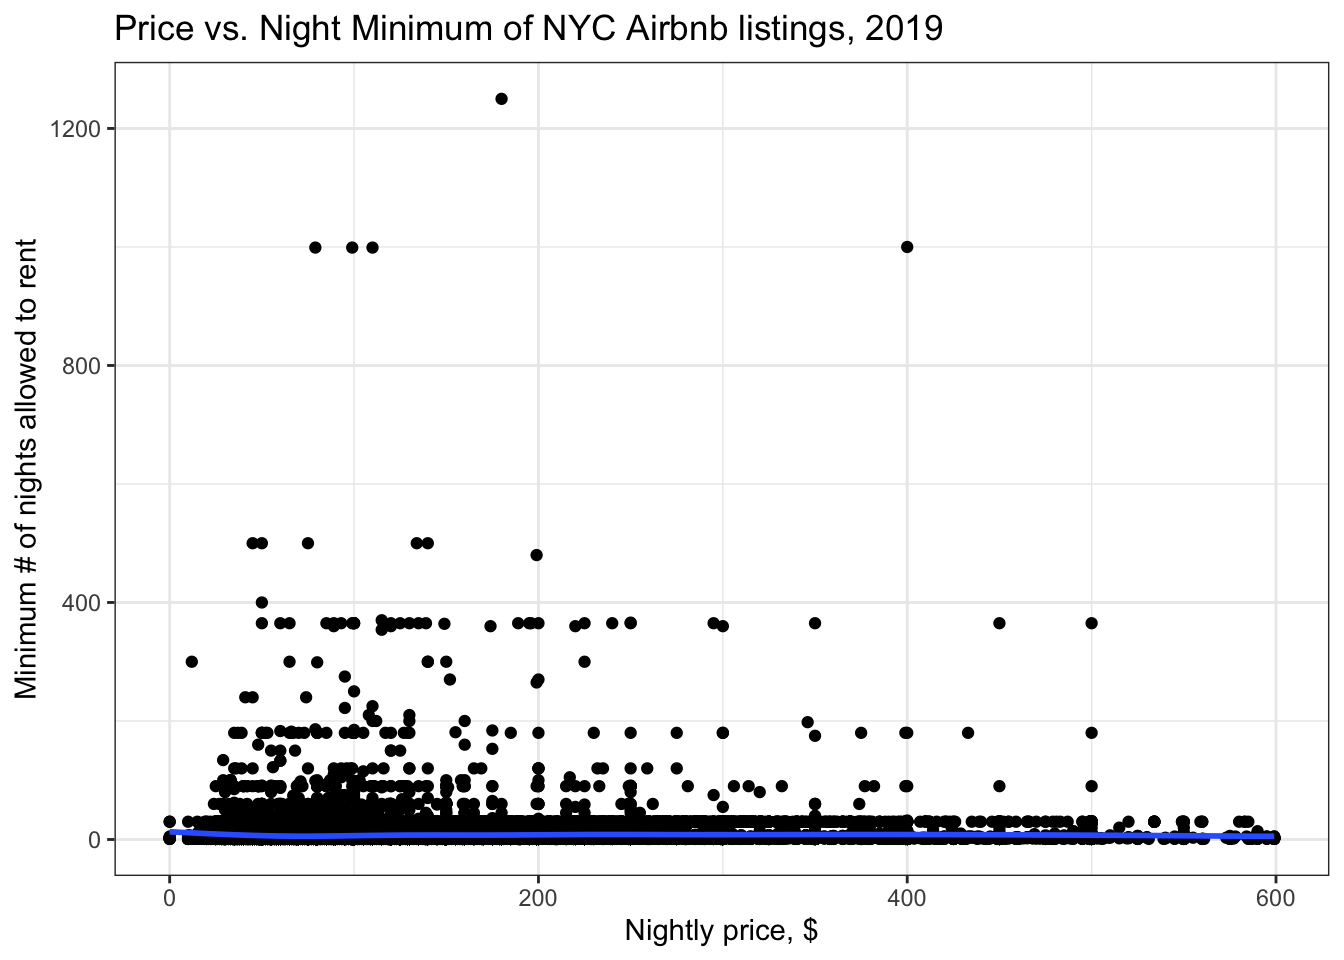 Price vs. Night Minimum of NYC Airbnb listings, 2019
Minimum # of nights allowed to rent
1200
800
400
0
0 200 400 600
Nightly price, $